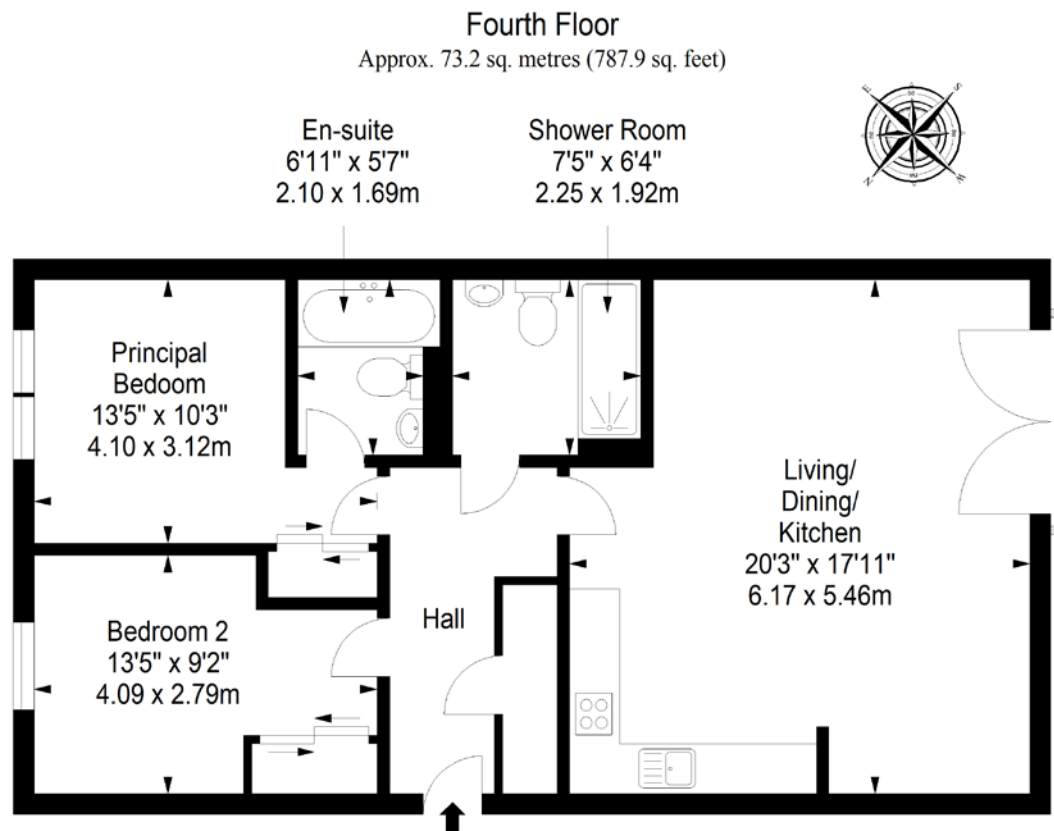 Fourth Floor
Approx. 73.2 sq. metres (787.9 sq. feet)
En-suite
6'11" x 5'7"
2.10 x 1.69m
Shower Room
7'5" x 6'4"
2.25 x 1.92m
E
S
N
W
Principal
Bedoom
13'5" x 10'3"
4.10 x 3.12m
Living/
Dining/
Kitchen
20'3" x 17'11"
6.17 x 5.46m
Hall
Bedroom 2
13'5" x 9'2"
4.09 x 2.79m